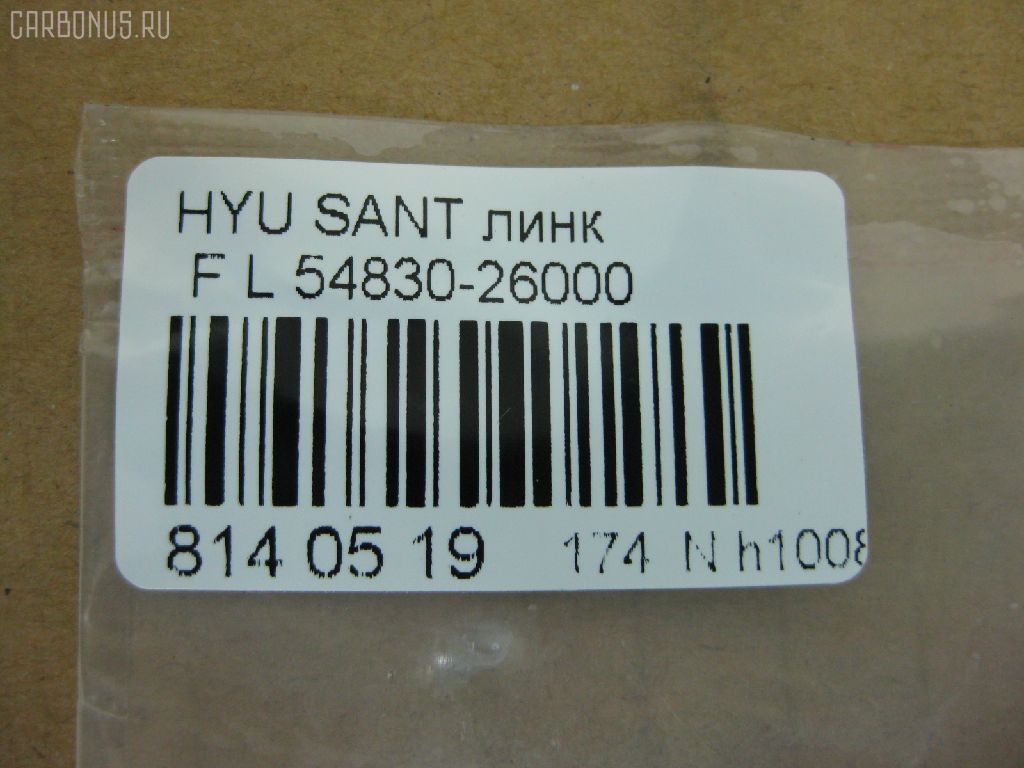 CARBONUS.RU
HYU SANT линк
F L 54830-26000
814 05 19 174 N h1008